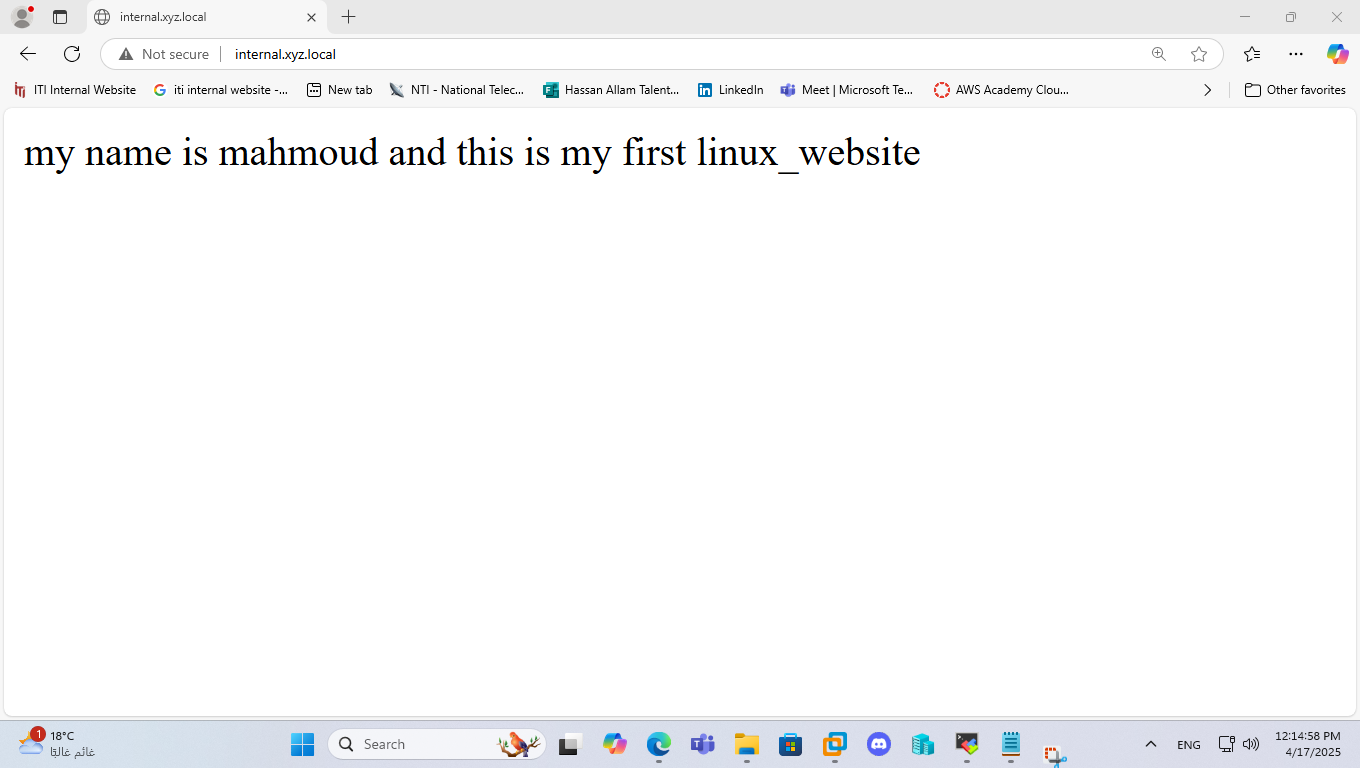 internal.xyz.local
Not secure internal.xyz.local
ITI Internal Website iti internal website -... New tab NTI - National Telec... Hassan Allam Talent... LinkedIn Meet | Microsoft Te... AWS Academy Clou... Other favorites
my name is mahmoud and this is my first linux_website
1 18°C
غائم غالبًا
Search
ENG
12:14:58 PM
4/17/2025